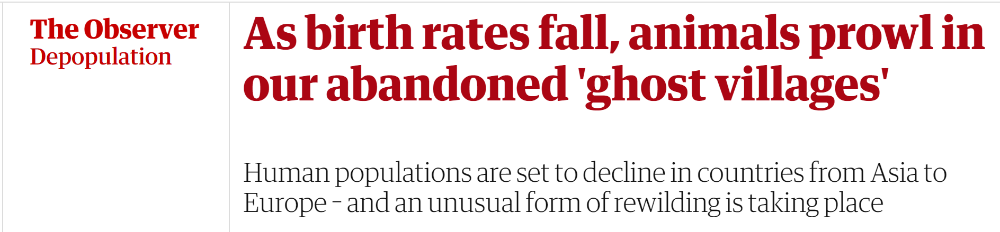 The Observer
Depopulation
As birth rates fall, animals prowl in
our abandoned 'ghost villages'
Human populations are set to decline in countries from Asia to
Europe – and an unusual form of rewilding is taking place